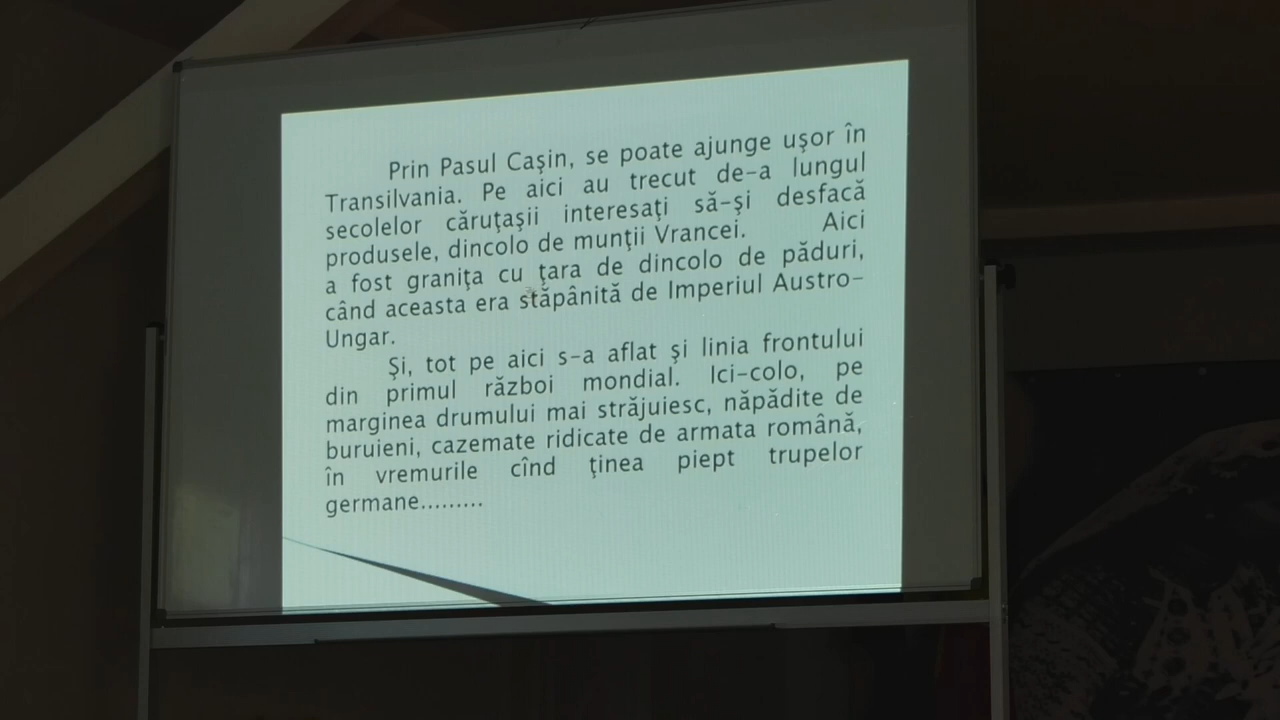 Prin Pasul Caşin, se poate ajunge uşor în
Transilvania. Pe aici au trecut de-a lungul
secolelor căruţaşii interesaţi să-şi desfacă
produsele, dincolo de munţii Vrancei. Aici
a fost graniţa cu ţara de dincolo de păduri,
când aceasta era stăpânită de Imperiul Austro-
Ungar.
Şi, tot pe aici s-a aflat şi linia frontului
din primul război mondial. Ici-colo, pe
marginea drumului mai străjuiesc, năpădite de
buruieni, cazemate ridicate de armata română,
în vremurile cînd ţinea piept trupelor
germane.........